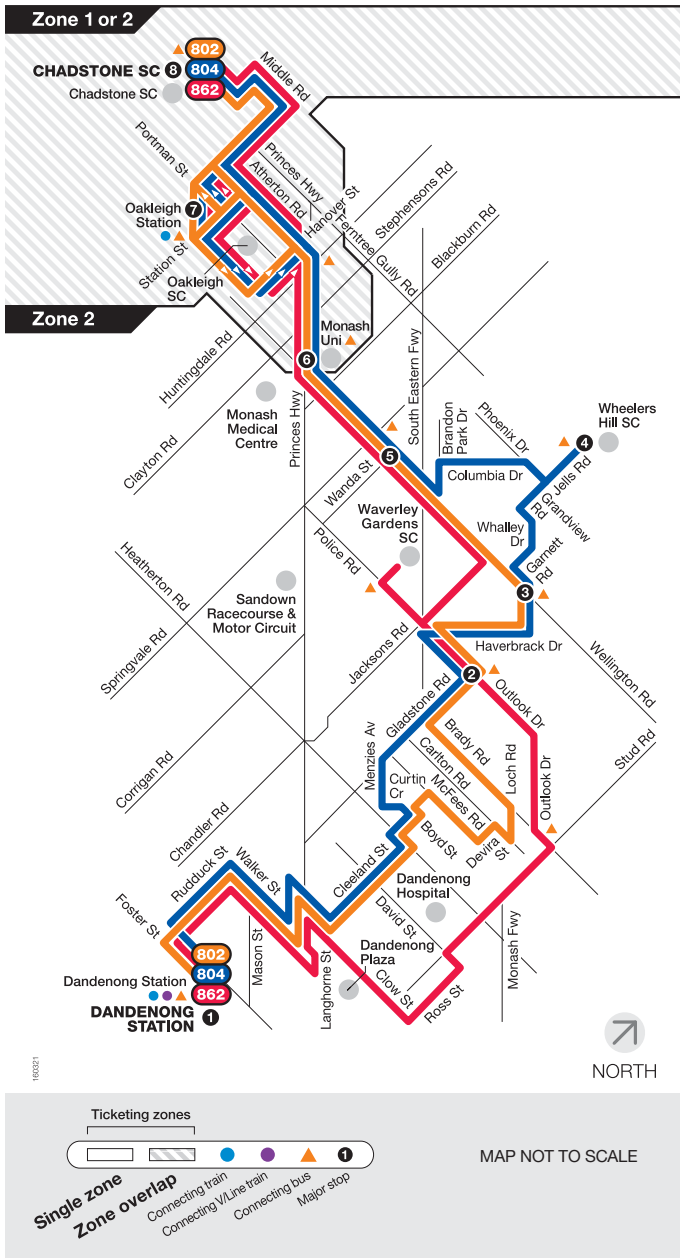 Zone 1 or 2
802
CHADSTONE SC 8 804
Chadstone SC
862
Middle Rd
Portman St
Princes Hwy
Atherton Rd
Hanover St
Ferntree Gully Rd
Stephensons Rd
Blackburn Rd
Oakleigh
Station
7
Station St
Oakleigh
SC
Zone 2
Monash
Uni
Huntingdale Rd
6
South Eastern Fwy
Monash
Medical
Centre
Princes Hwy
Clayton Rd
Brandon
Park Dr
Phoenix Dr
Wheelers
Hill SC
4
5
Columbia Dr
Jells Rd
Grandview
Rd
Wanda St
Waverley
Gardens
SC
Whalley
Dr
Garnett
Rd
Police Rd
Heatherton Rd
Sandown
Racecourse &
Motor Circuit
3
Springvale Rd
Jacksons Rd
Haverbrack Dr
Wellington Rd
2
Gladstone Rd
Outlook Dr
Brady Rd
Stud Rd
Corrigan Rd
Menzies Av
Carlton Rd
Loch Rd
Curtin
Cr
McFees Rd
Outlook Dr
Chandler Rd
Boyd St
Devira
St
Rudduck St
Walker St
Cleeland St
Dandenong
Hospital
Foster St
David St
Mason St
Dandenong
Plaza
Monash Fwy
802
Dandenong Station
804
Langhorne St
Clow St
Ross St
862
DANDENONG
STATION 1
160321
NORTH
Ticketing zones
1
MAP NOT TO SCALE
Single zone
Zone overlap
Connecting train
Connecting V/Line train
Connecting bus
Major stop